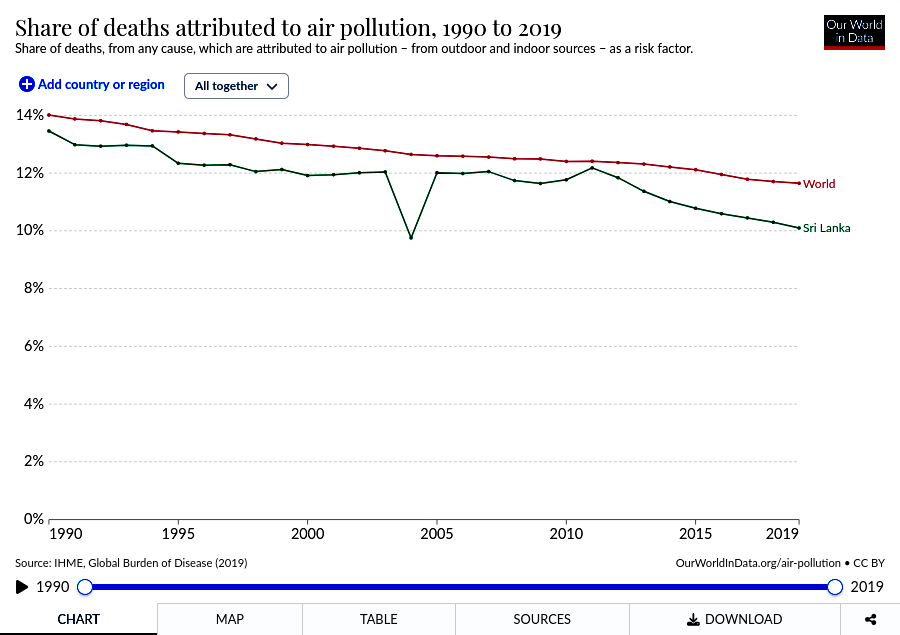 Share of deaths attributed to air pollution, 1990 to 2019
Share of deaths, from any cause, which are attributed to air pollution – from outdoor and indoor sources – as a risk factor.
Our World
in Data
Add country or region
All together
14%
12%
10%
8%
6%
4%
2%
0%
World
Sri Lanka
1990
1995
2000
2005
2010
2015
2019
Source: IHME, Global Burden of Disease (2019)
OurWorldInData.org/air-pollution • CC BY
1990
2019
CHART
MAP
TABLE
SOURCES
DOWNLOAD